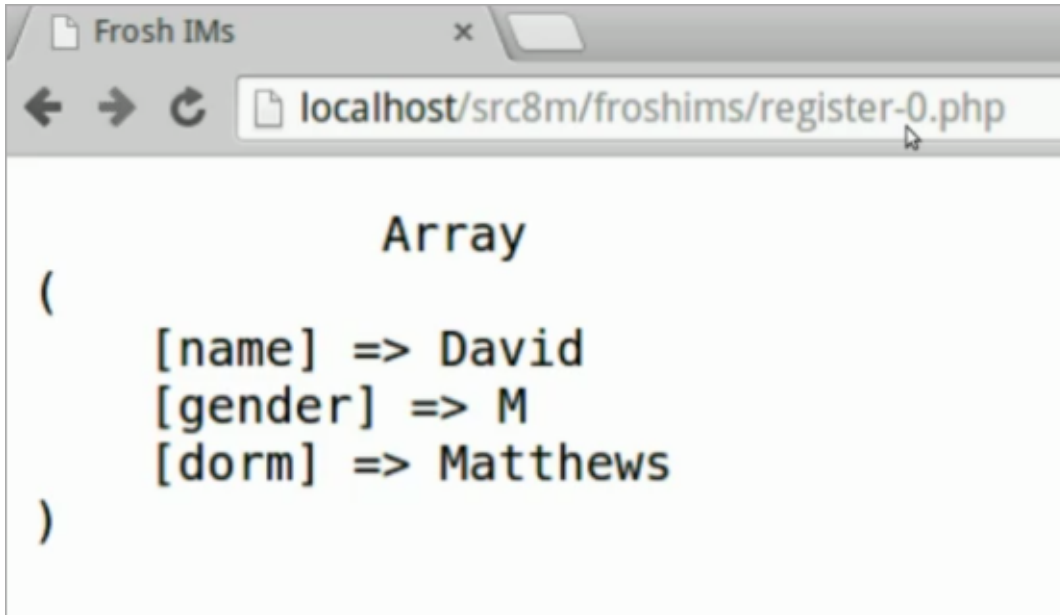 Frosh IMs
localhost/src8m/froshims/register-0.php
Array
(
[name] => David
[gender] => M
[dorm] => Matthews
)